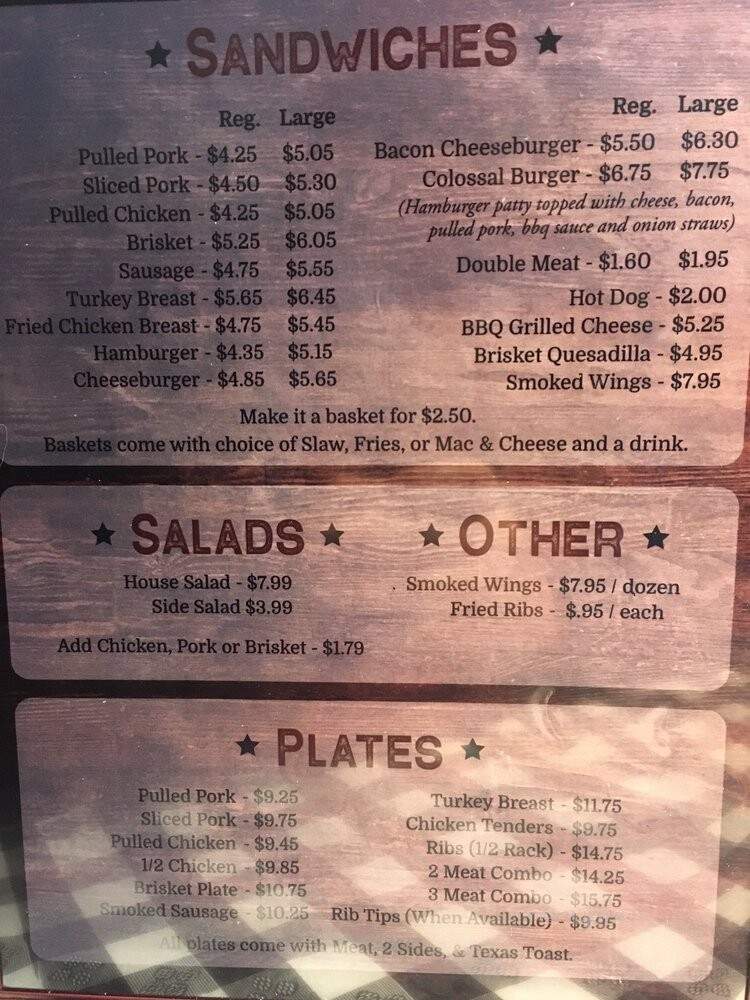 ★ SANDWICHES ★
Reg. Large
Pulled Pork - $4.25 $5.05
Sliced Pork - $4.50 $5.30
Pulled Chicken - $4.25 $5.05
Brisket - $5.25 $6.05
Sausage - $4.75 $5.55
Turkey Breast - $5.65 $6.45
Fried Chicken Breast - $4.75 $5.45
Hamburger - $4.35 $5.15
Cheeseburger - $4.85 $5.65
Reg. Large
Bacon Cheeseburger - $5.50 $6.30
Colossal Burger - $6.75 $7.75
(Hamburger patty topped with cheese, bacon,
pulled pork, bbq sauce and onion straws)
Double Meat - $1.60 $1.95
Hot Dog - $2.00
BBQ Grilled Cheese - $5.25
Brisket Quesadilla - $4.95
Smoked Wings - $7.95
Make it a basket for $2.50.
Baskets come with choice of Slaw, Fries, or Mac & Cheese and a drink.
★ SALADS ★
House Salad - $7.99
Side Salad $3.99
Add Chicken, Pork or Brisket - $1.79
★ OTHER ★
Smoked Wings - $7.95 / dozen
Fried Ribs - $.95 / each
★ PLATES ★
Pulled Pork - $9.25
Sliced Pork - $9.75
Pulled Chicken - $9.45
1/2 Chicken - $9.85
Brisket Plate - $10.75
Smoked Sausage - $10.25
Turkey Breast - $11.75
Chicken Tenders - $9.75
Ribs (1/2 Rack) - $14.75
2 Meat Combo - $14.25
3 Meat Combo - $15.75
Rib Tips (When Available) - $9.95
All plates come with Meat, 2 Sides, & Texas Toast.